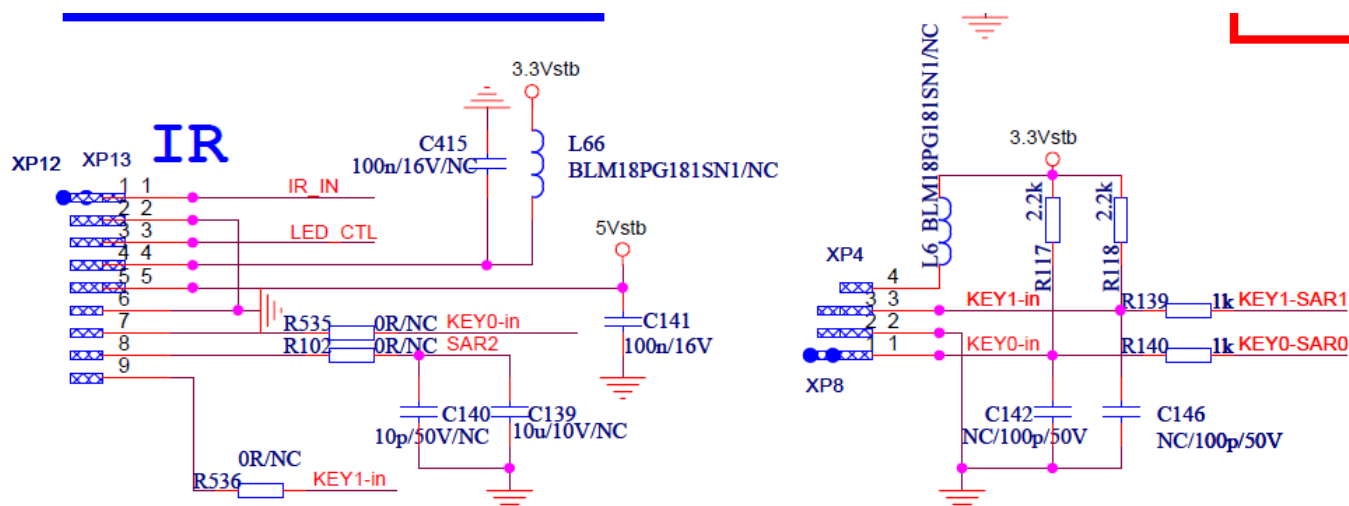 3.3Vstb
IR
C415
100n/16V/NC
L66
BLM18PG181SN1/NC
XP12
XP13
1 1
IR_IN
2 2
3 3
LED_CTL
4 4
5 5
5Vstb
6
7
R535
0R/NC
KEY0-in
8
R102
0R/NC
SAR2
9
C141
100n/16V
C140
10p/50V/NC
C139
10u/10V/NC
R536
0R/NC
KEY1-in
L6 BLM18PG181SN1/NC
3.3Vstb
2.2k
R117
2.2k
R118
XP4
4
3 3
KEY1-in
R139
1k
KEY1-SAR1
2 2
1 1
KEY0-in
R140
1k
KEY0-SAR0
XP8
C142
NC/100p/50V
C146
NC/100p/50V